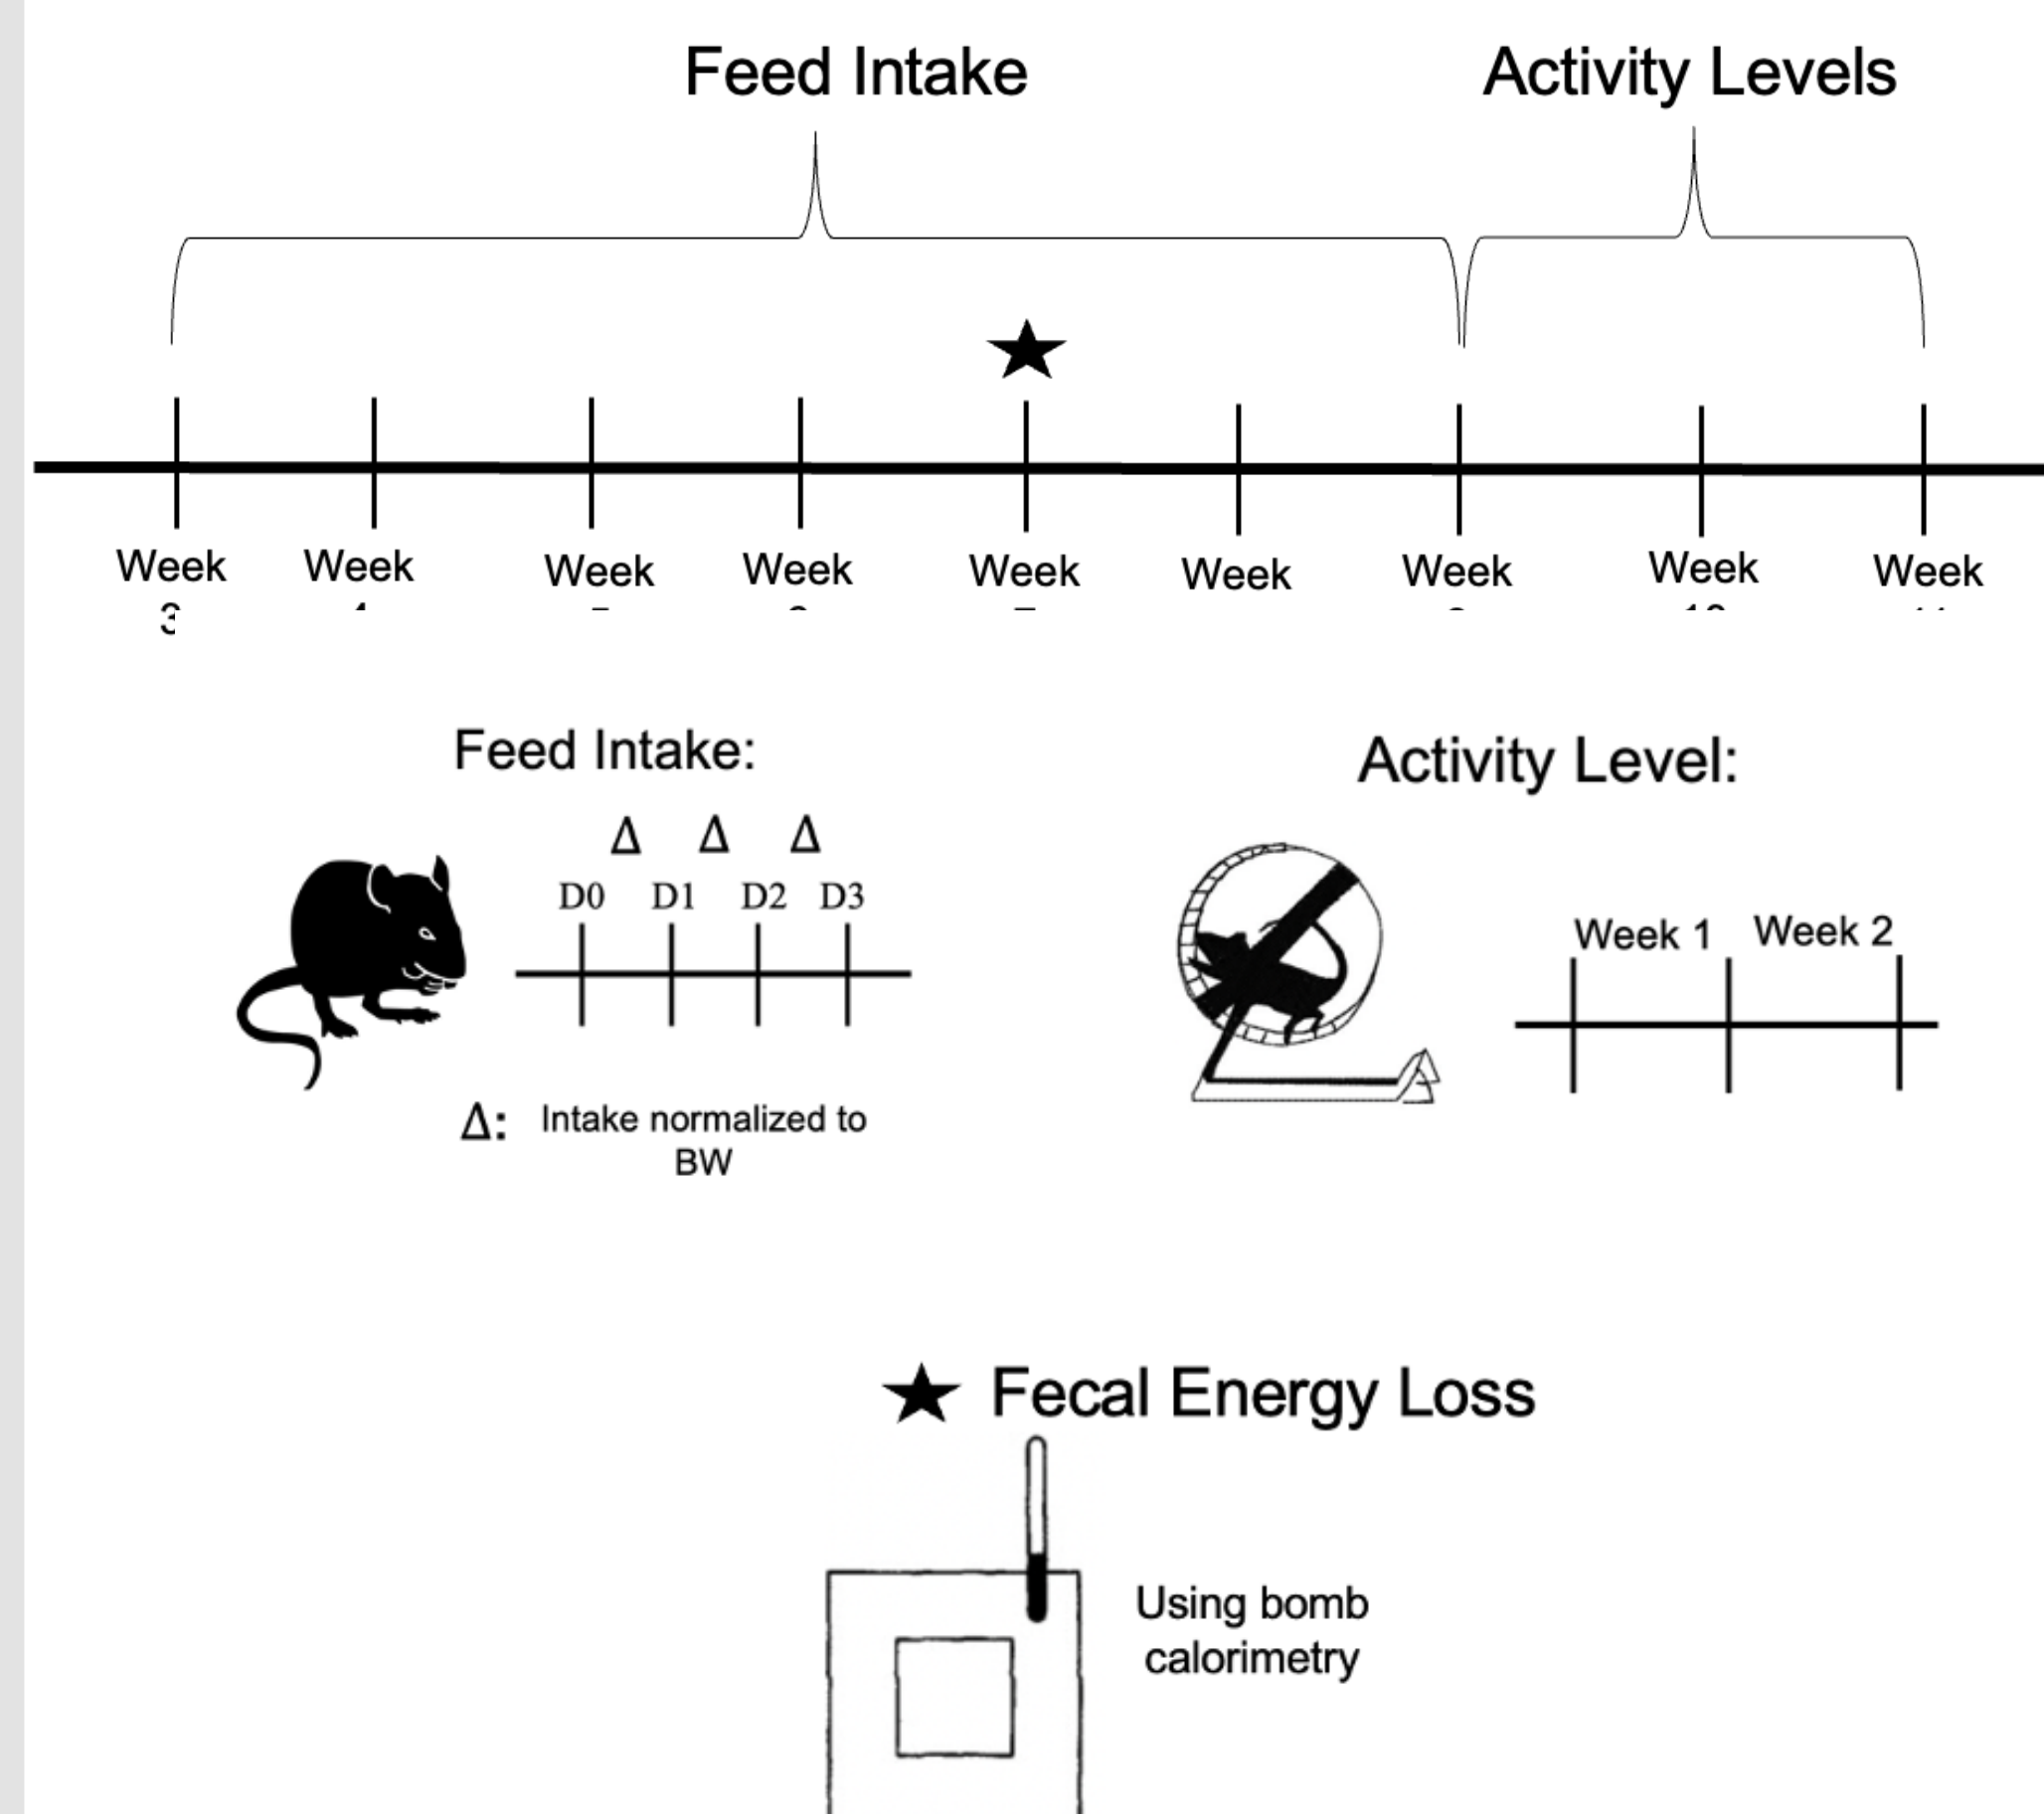 Feed Intake Activity Levels
Week Week Week Week Week Week Week Week Week
3
Feed Intake: Activity Level:
Δ Δ Δ
D0 D1 D2 D3
Week 1 Week 2
Δ: Intake normalized to
BW
★ Fecal Energy Loss
Using bomb
calorimetry